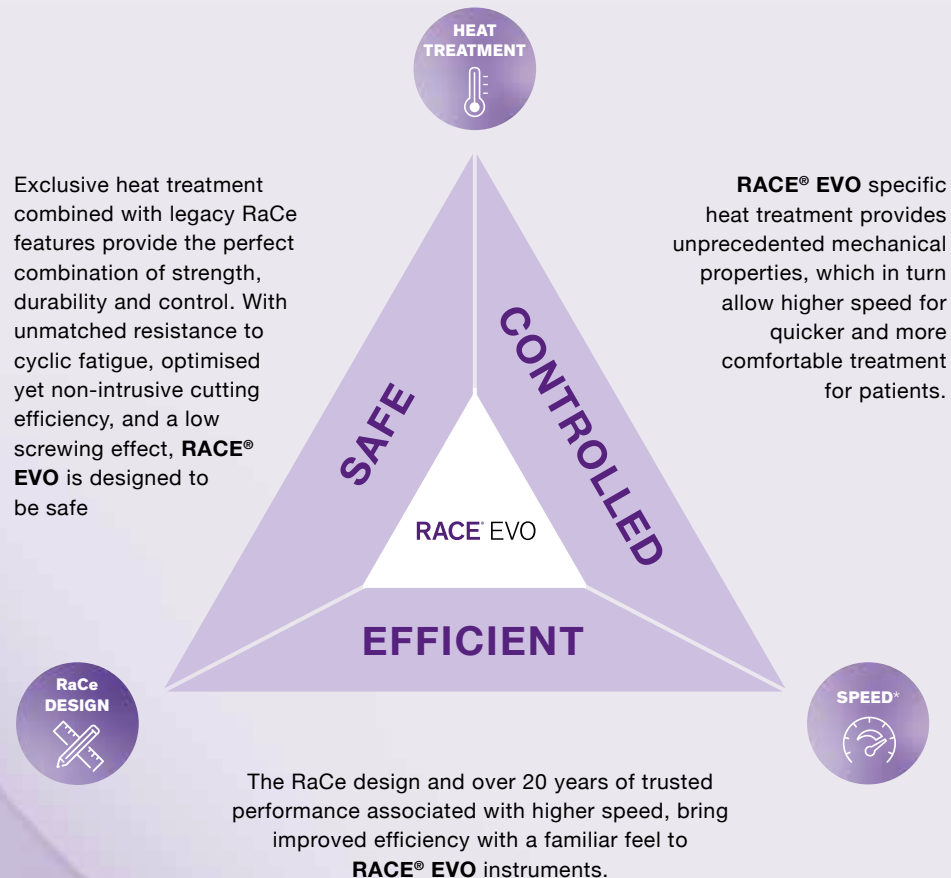 HEAT
TREATMENT
Exclusive heat treatment
combined with legacy RaCe
features provide the perfect
combination of strength,
durability and control. With
unmatched resistance to
cyclic fatigue, optimised
yet non-intrusive cutting
efficiency, and a low
screwing effect, RACE®
EVO is designed to
be safe
RACE® EVO specific
heat treatment provides
unprecedented mechanical
properties, which in turn
allow higher speed for
quicker and more
comfortable treatment
for patients.
SAFE
CONTROLLED
RACE® EVO
EFFICIENT
RaCe
DESIGN
SPEED*
The RaCe design and over 20 years of trusted
performance associated with higher speed, bring
improved efficiency with a familiar feel to
RACE® EVO instruments.